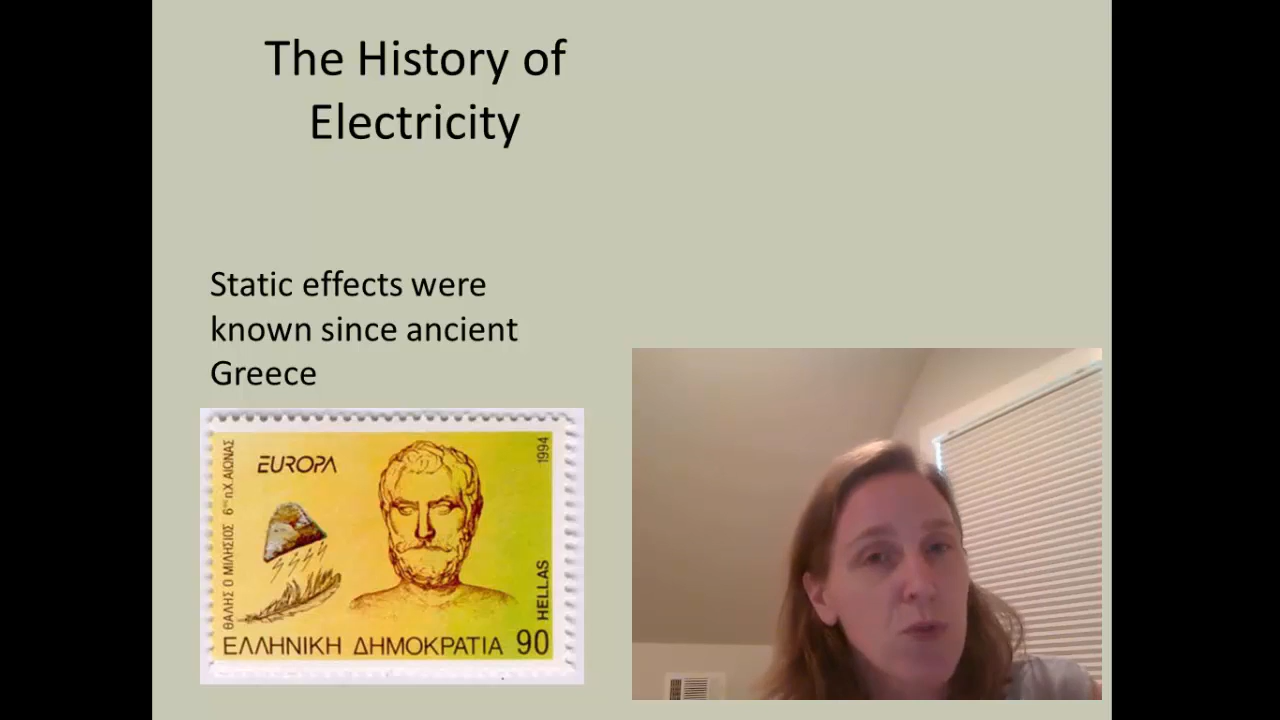 The History of
Electricity
Static effects were
known since ancient
Greece
EUROPA
1994
ΘΑΛΗΣ Ο ΜΙΛΗΣΙΟΣ 6ος π.Χ. ΑΙΩΝΑΣ
HELLAS
ΕΛΛΗΝΙΚΗ ΔΗΜΟΚΡΑΤΙΑ 90